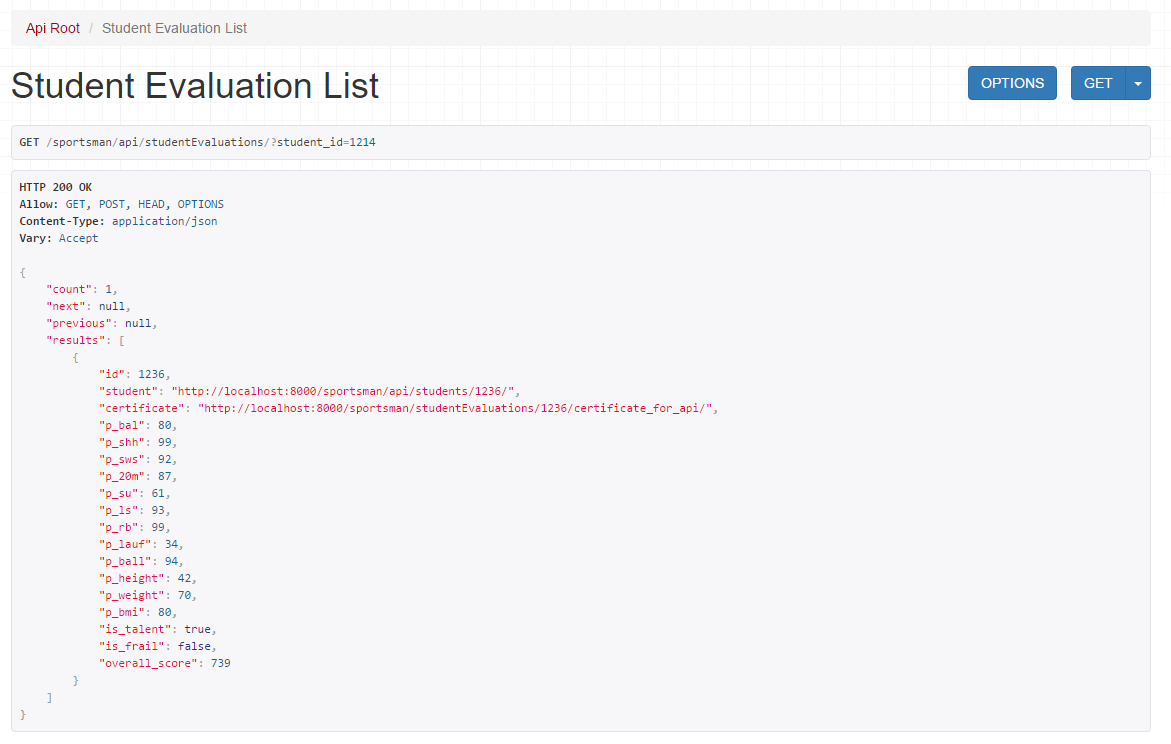 Api Root / Student Evaluation List
Student Evaluation List
OPTIONS
GET
GET /sportsman/api/studentEvaluations/?student_id=1214
HTTP 200 OK
Allow: GET, POST, HEAD, OPTIONS
Content-Type: application/json
Vary: Accept
{
    "count": 1,
    "next": null,
    "previous": null,
    "results": [
        {
            "id": 1236,
            "student": "http://localhost:8000/sportsman/api/students/1236/",
            "certificate": "http://localhost:8000/sportsman/studentEvaluations/1236/certificate_for_api/",
            "p_bal": 80,
            "p_shh": 99,
            "p_sws": 92,
            "p_20m": 87,
            "p_su": 61,
            "p_ls": 93,
            "p_rb": 99,
            "p_lauf": 34,
            "p_ball": 94,
            "p_height": 42,
            "p_weight": 70,
            "p_bmi": 80,
            "is_talent": true,
            "is_frail": false,
            "overall_score": 739
        }
    ]
}